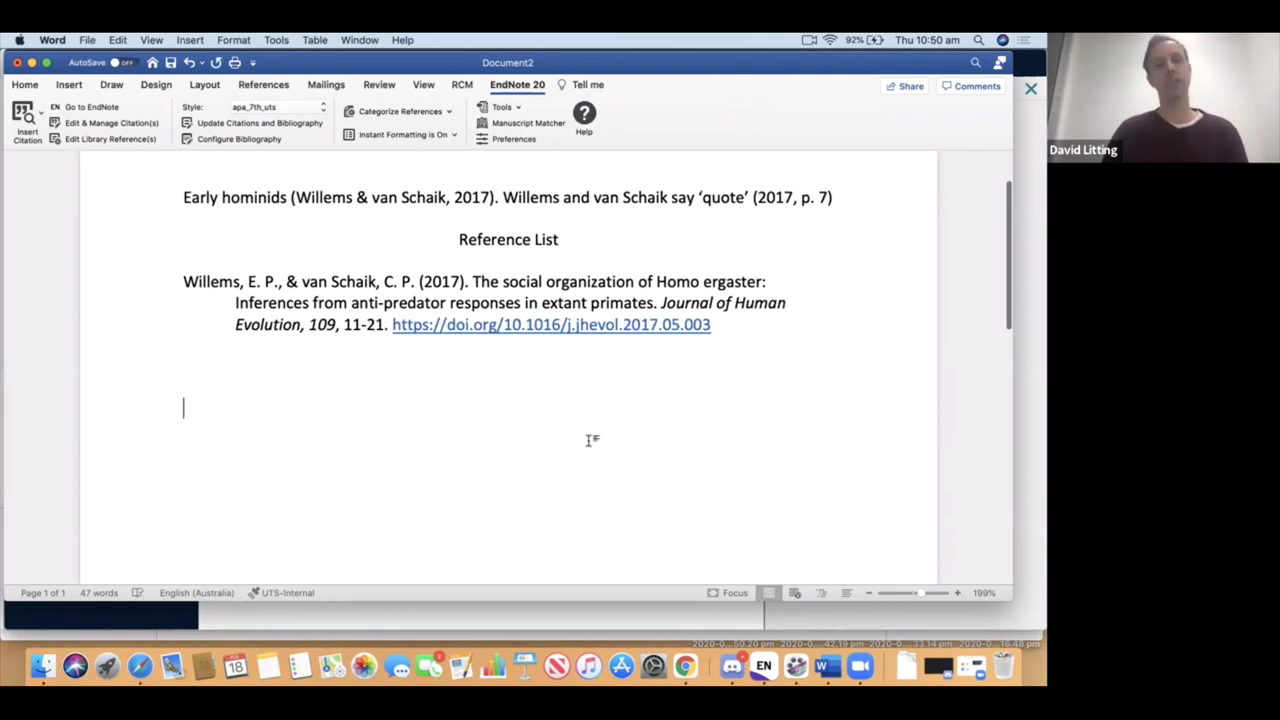 Word File Edit View Insert Format Tools Table Window Help 92% Thu 10:50 am
AutoSave OFF Document2
Home Insert Draw Design Layout References Mailings Review View RCM EndNote 20 Tell me Share Comments
EN Go to EndNote Style: apa_7th_uts Categorize References Tools
Edit & Manage Citation(s) Update Citations and Bibliography Manuscript Matcher
Insert Citation Edit Library Reference(s) Configure Bibliography Instant Formatting is On Preferences Help
David Litting
Early hominids (Willems & van Schaik, 2017). Willems and van Schaik say ‘quote’ (2017, p. 7)
Reference List
Willems, E. P., & van Schaik, C. P. (2017). The social organization of Homo ergaster:
Inferences from anti-predator responses in extant primates. Journal of Human
Evolution, 109, 11-21. https://doi.org/10.1016/j.jhevol.2017.05.003
Page 1 of 1 47 words English (Australia) UTS-Internal Focus 199%
18 EN W